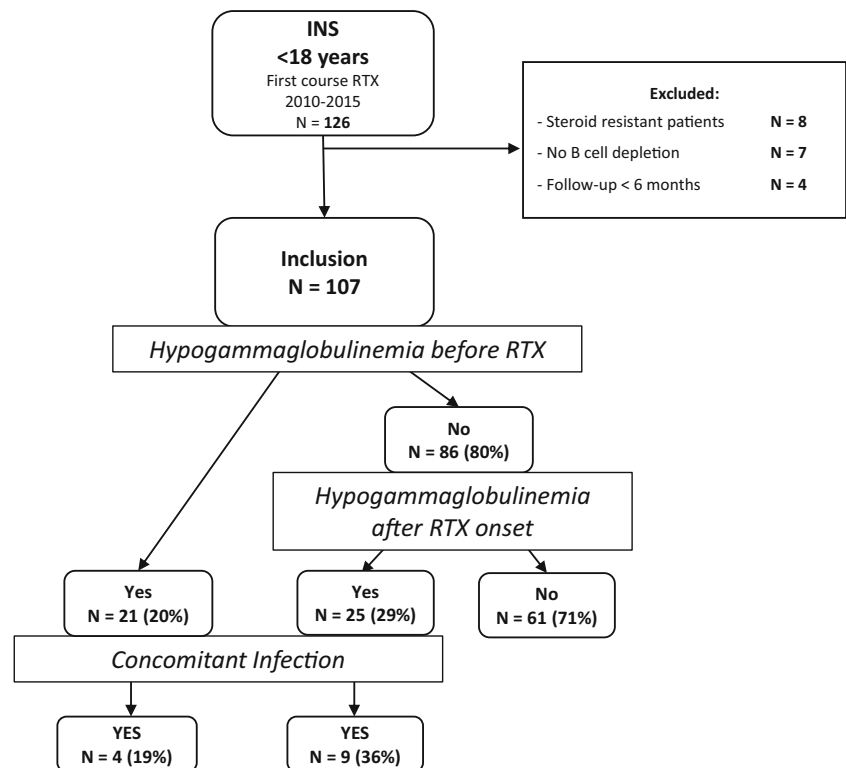 INS
<18 years
First course RTX
2010-2015
N = 126
Excluded:
- Steroid resistant patients N = 8
- No B cell depletion N = 7
- Follow-up < 6 months N = 4
Inclusion
N = 107
Hypogammaglobulinemia before RTX
No
N = 86 (80%)
Hypogammaglobulinemia
after RTX onset
Yes
N = 21 (20%)
Yes
N = 25 (29%)
No
N = 61 (71%)
Concomitant Infection
YES
N = 4 (19%)
YES
N = 9 (36%)